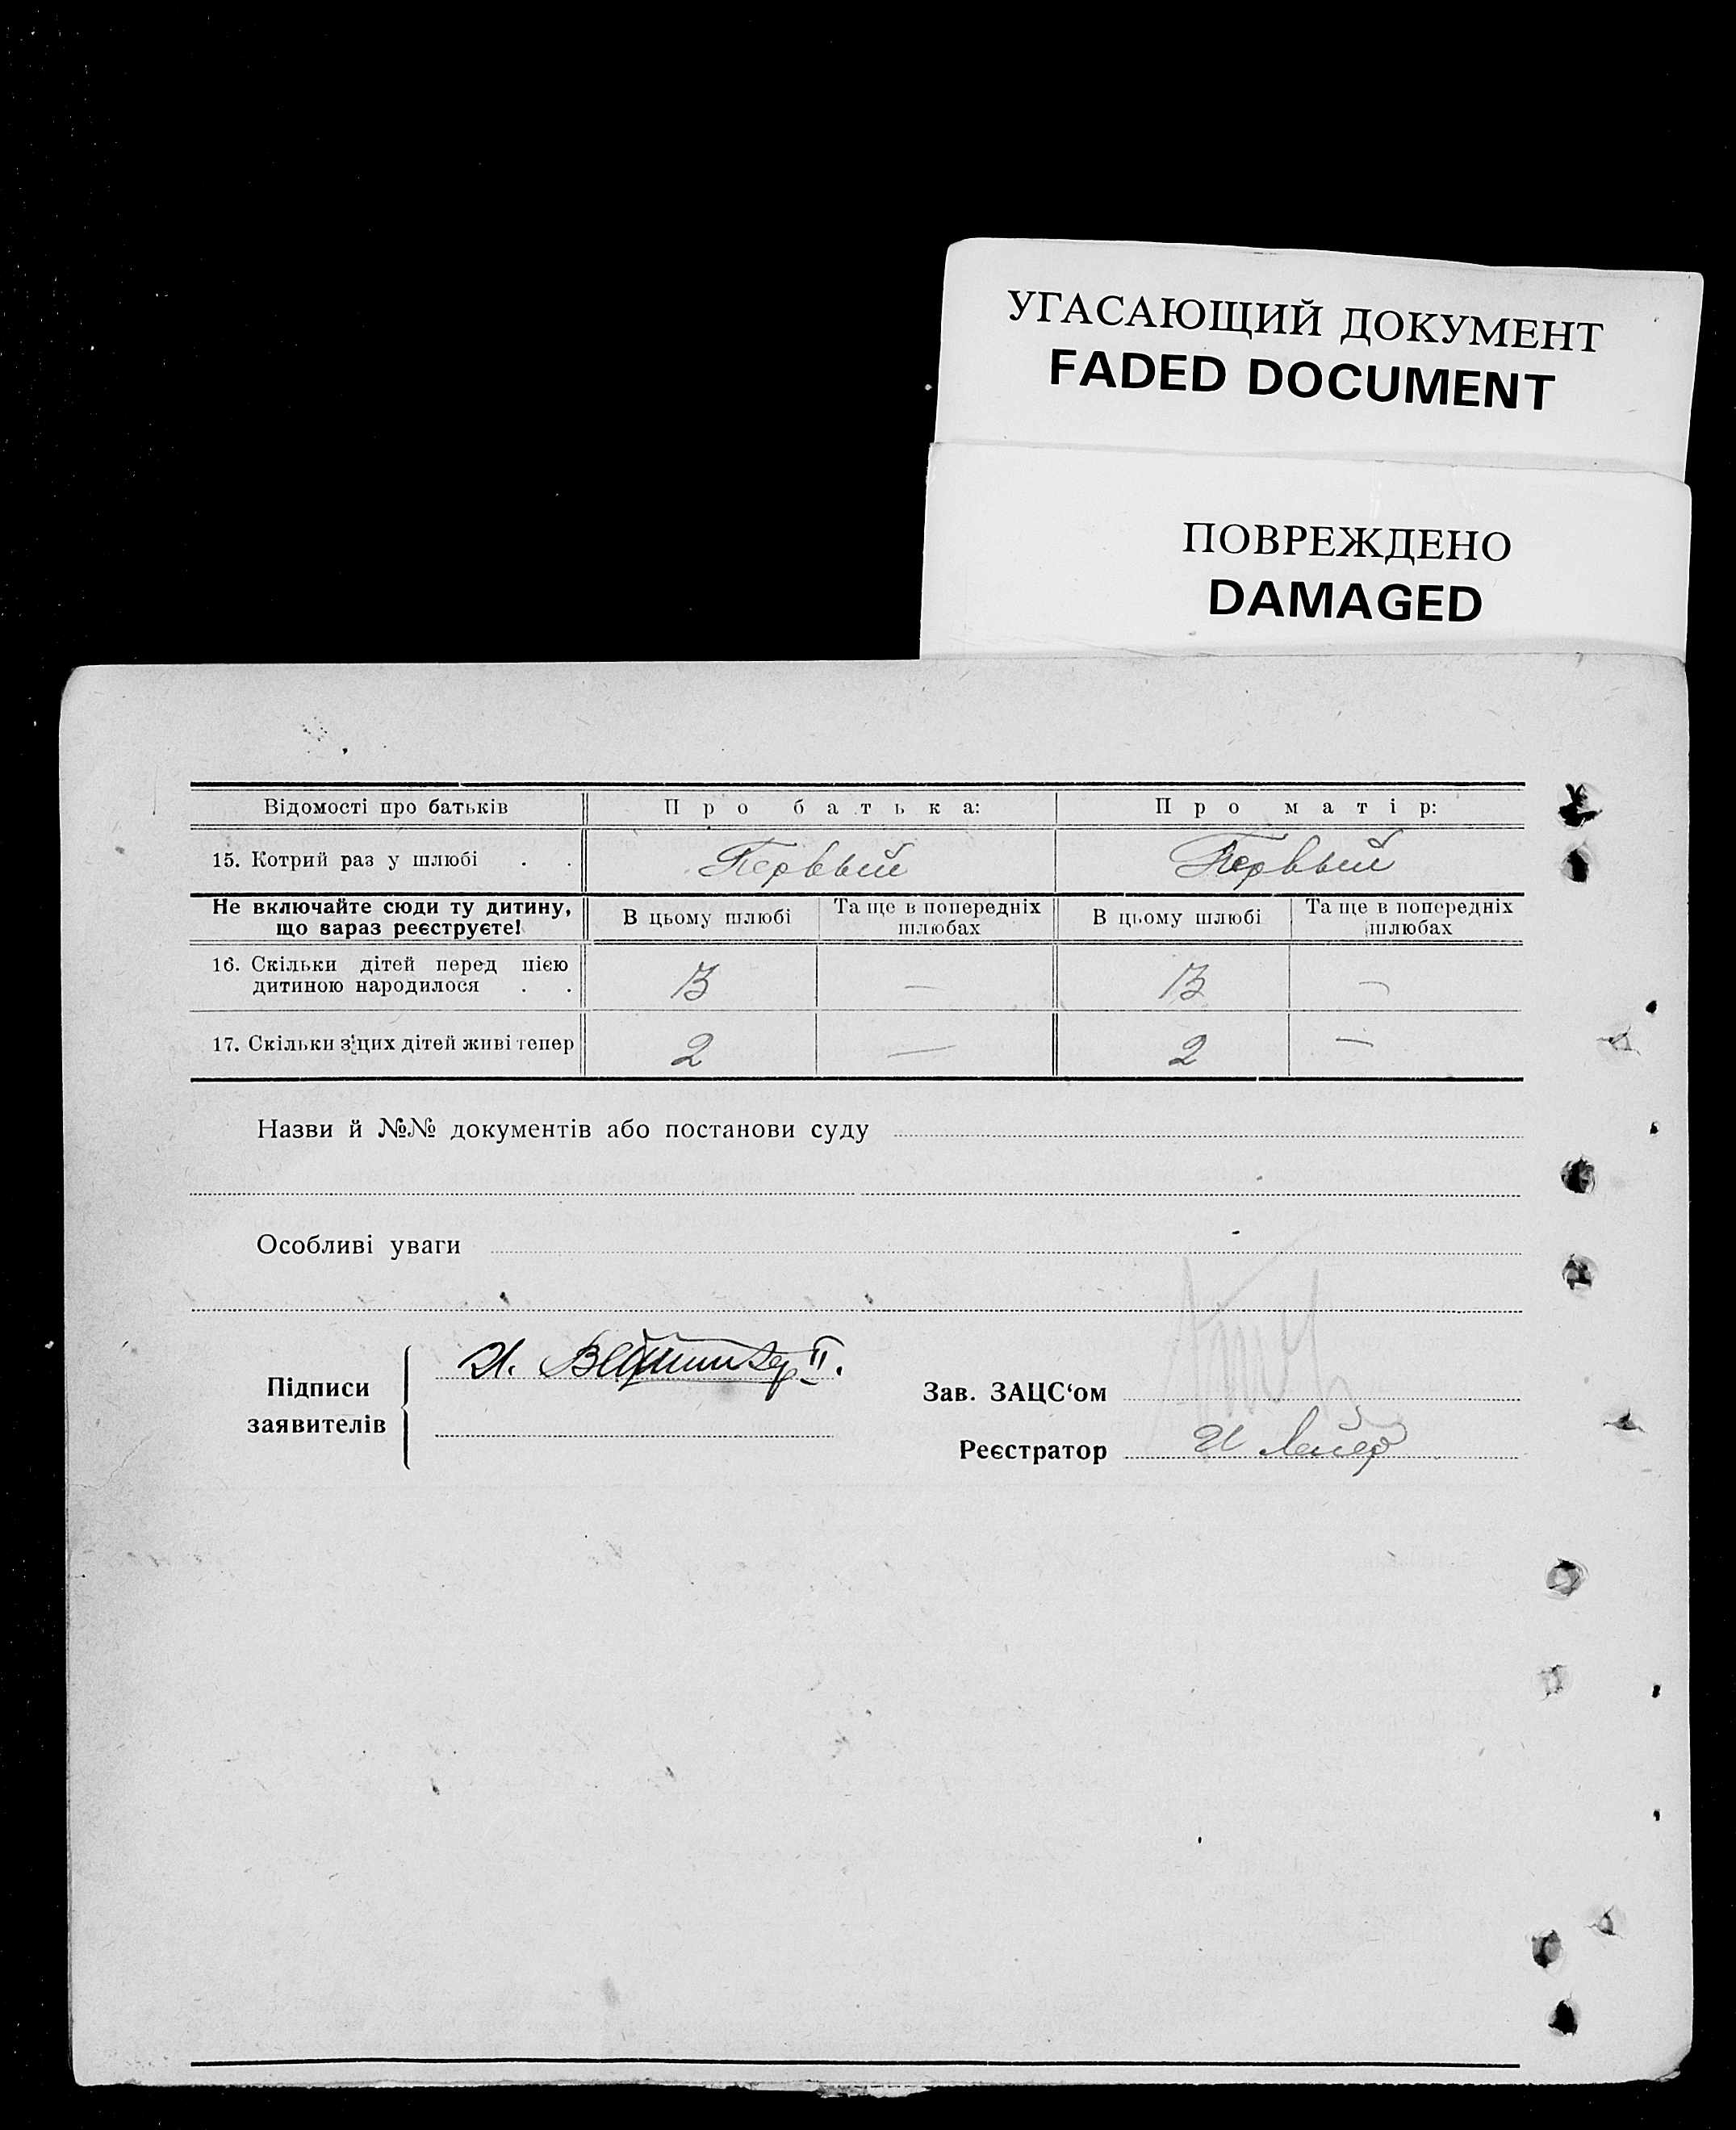 УГАСАЮЩИЙ ДОКУМЕНТ
FADED DOCUMENT
ПОВРЕЖДЕНО
DAMAGED
Відомості про батьків Про батька: Про матір:
15. Котрий раз у шлюбі . . Первый Первый
Не включайте сюди ту дитину, що зараз реєструєте! В цьому шлюбі Та ще в попередніх шлюбах В цьому шлюбі Та ще в попередніх шлюбах
16. Скільки дітей перед цією
дитиною народилося . . 3 — 3 —
17. Скільки з цих дітей живі тепер 2 — 2 —
Назви й №№ документів або постанови суду
Особливі уваги
Підписи
заявителів
И.
II.
Зав. ЗАЦС‘ом
Реєстратор И